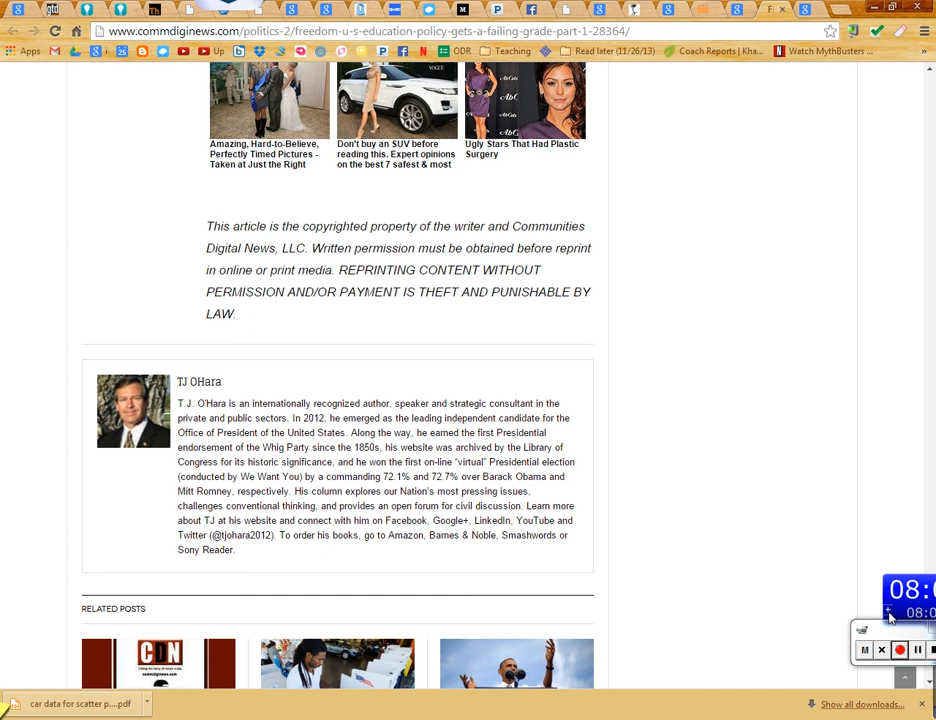 www.commdiginews.com/politics-2/freedom-u-s-education-policy-gets-a-failing-grade-part-1-28364/
Apps
Up
ODR
Teaching
Read later (11/26/13)
Coach Reports | Kha...
Watch MythBusters ...
VOGUE
Amazing, Hard-to-Believe,
Perfectly Timed Pictures -
Taken at Just the Right
Don't buy an SUV before
reading this. Expert opinions
on the best 7 safest & most
Ugly Stars That Had Plastic
Surgery
This article is the copyrighted property of the writer and Communities
Digital News, LLC. Written permission must be obtained before reprint
in online or print media. REPRINTING CONTENT WITHOUT
PERMISSION AND/OR PAYMENT IS THEFT AND PUNISHABLE BY
LAW.
TJ OHara
T.J. O'Hara is an internationally recognized author, speaker and strategic consultant in the
private and public sectors. In 2012, he emerged as the leading independent candidate for the
Office of President of the United States. Along the way, he earned the first Presidential
endorsement of the Whig Party since the 1850s, his website was archived by the Library of
Congress for its historic significance, and he won the first on-line “virtual” Presidential election
(conducted by We Want You) by a commanding 72.1% and 72.7% over Barack Obama and
Mitt Romney, respectively. His column explores our Nation's most pressing issues,
challenges conventional thinking, and provides an open forum for civil discussion. Learn more
about TJ at his website and connect with him on Facebook, Google+, LinkedIn, YouTube and
Twitter (@tjohara2012). To order his books, go to Amazon, Barnes & Noble, Smashwords or
Sony Reader.
RELATED POSTS
CDN
commdiginews.com
08:
08:
M
car data for scatter p....pdf
Show all downloads...